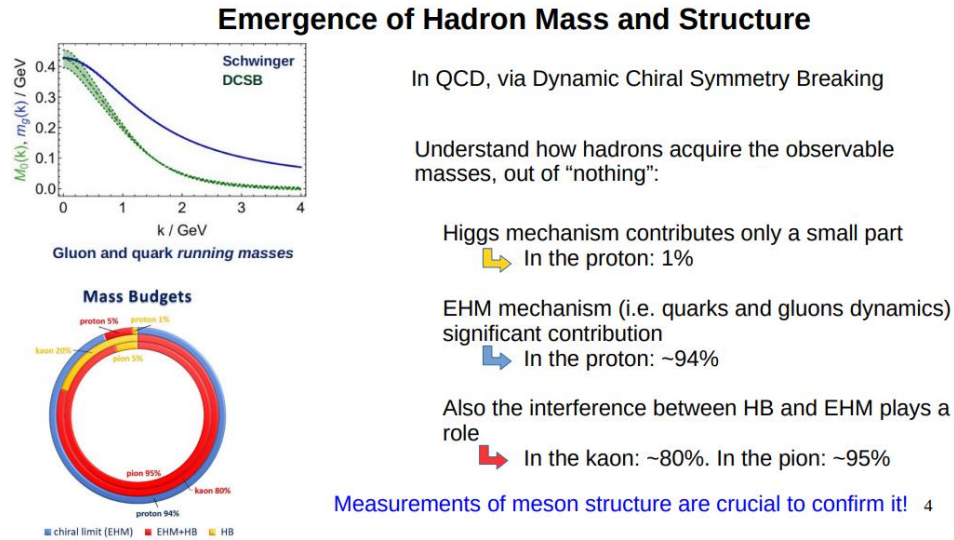 Emergence of Hadron Mass and Structure
Schwinger
DCSB
M₀(k), m_g(k) / GeV
0.4
0.3
0.2
0.1
0.0
0 1 2 3 4
k / GeV
Gluon and quark running masses
Mass Budgets
proton 5%
proton 1%
kaon 20%
pion 5%
pion 95%
kaon 80%
proton 94%
chiral limit (EHM) EHM+HB HB
In QCD, via Dynamic Chiral Symmetry Breaking
Understand how hadrons acquire the observable
masses, out of “nothing”:
Higgs mechanism contributes only a small part
In the proton: 1%
EHM mechanism (i.e. quarks and gluons dynamics)
significant contribution
In the proton: ~94%
Also the interference between HB and EHM plays a
role
In the kaon: ~80%. In the pion: ~95%
Measurements of meson structure are crucial to confirm it!
4